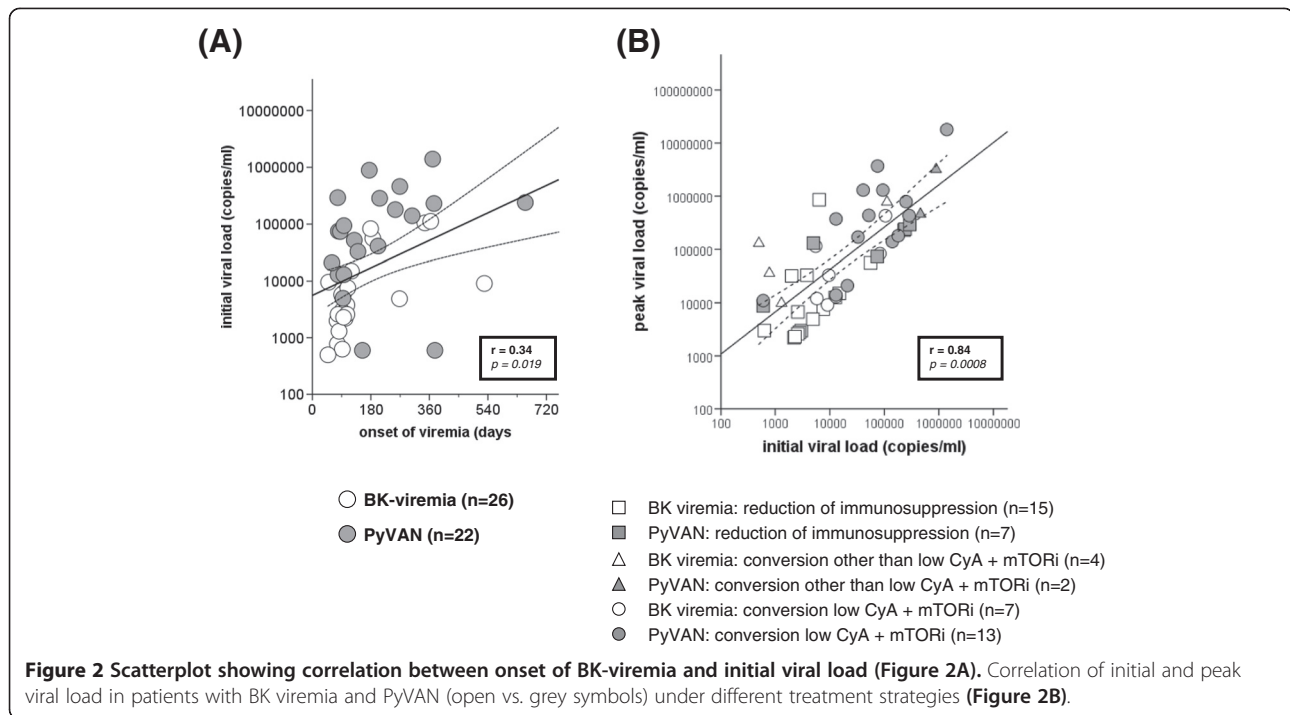 (A)
initial viral load (copies/ml)
10000000
1000000
100000
10000
1000
100
0 180 360 540 720
onset of viremia (days
r = 0.34
p = 0.019
BK-viremia (n=26)
PyVAN (n=22)
(B)
peak viral load (copies/ml)
100000000
10000000
1000000
100000
10000
1000
100
100 1000 10000 100000 1000000 10000000
initial viral load (copies/ml)
r = 0.84
p = 0.0008
BK viremia: reduction of immunosuppression (n=15)
PyVAN: reduction of immunosuppression (n=7)
BK viremia: conversion other than low CyA + mTORi (n=4)
PyVAN: conversion other than low CyA + mTORi (n=2)
BK viremia: conversion low CyA + mTORi (n=7)
PyVAN: conversion low CyA + mTORi (n=13)
Figure 2 Scatterplot showing correlation between onset of BK-viremia and initial viral load (Figure 2A). Correlation of initial and peak
viral load in patients with BK viremia and PyVAN (open vs. grey symbols) under different treatment strategies (Figure 2B).